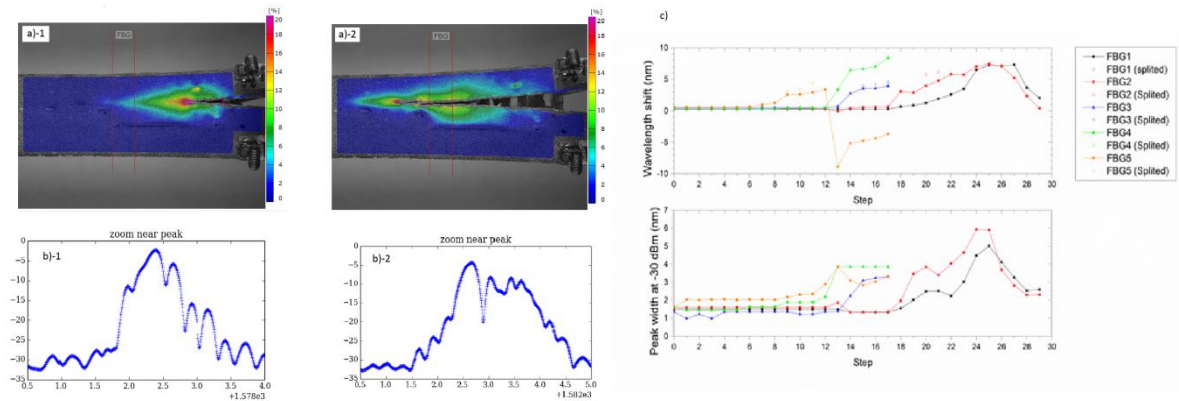 a)-1
FBG
[%]
20
18
16
14
12
10
8
6
4
2
0
a)-2
FBG
[%]
20
18
16
14
12
10
8
6
4
2
0
zoom near peak
b)-1
0
−5
−10
−15
−20
−25
−30
−35
0.5 1.0 1.5 2.0 2.5 3.0 3.5 4.0
+1.578e3
zoom near peak
b)-2
0
−5
−10
−15
−20
−25
−30
−35
0.5 1.0 1.5 2.0 2.5 3.0 3.5 4.0 4.5 5.0
+1.582e3
c)
Wavelength shift (nm)
10
5
0
-5
-10
0 2 4 6 8 10 12 14 16 18 20 22 24 26 28 30
Step
FBG1
FBG1 (splited)
FBG2
FBG2 (Splited)
FBG3
FBG3 (Splited)
FBG4
FBG4 (Splited)
FBG5
FBG5 (Splited)
Peak width at -30 dBm (nm)
7
6
5
4
3
2
1
0
0 2 4 6 8 10 12 14 16 18 20 22 24 26 28 30
Step